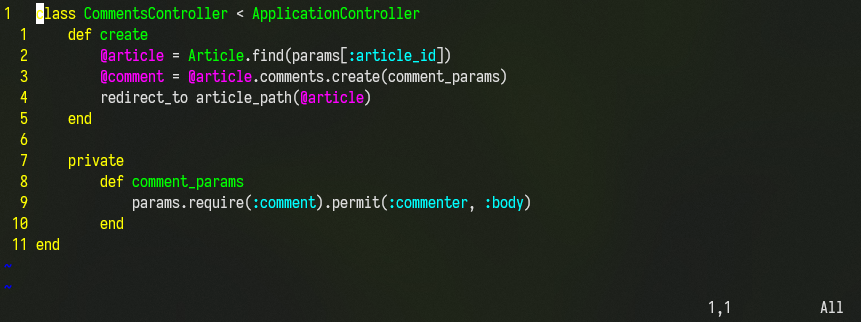 1   class CommentsController < ApplicationController
  1     def create
  2         @article = Article.find(params[:article_id])
  3         @comment = @article.comments.create(comment_params)
  4         redirect_to article_path(@article)
  5     end
  6
  7     private
  8         def comment_params
  9             params.require(:comment).permit(:commenter, :body)
 10         end
 11 end
~
~
1,1 All